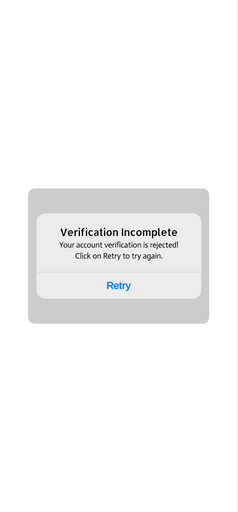 Verification Incomplete
Your account verification is rejected!
Click on Retry to try again.
Retry